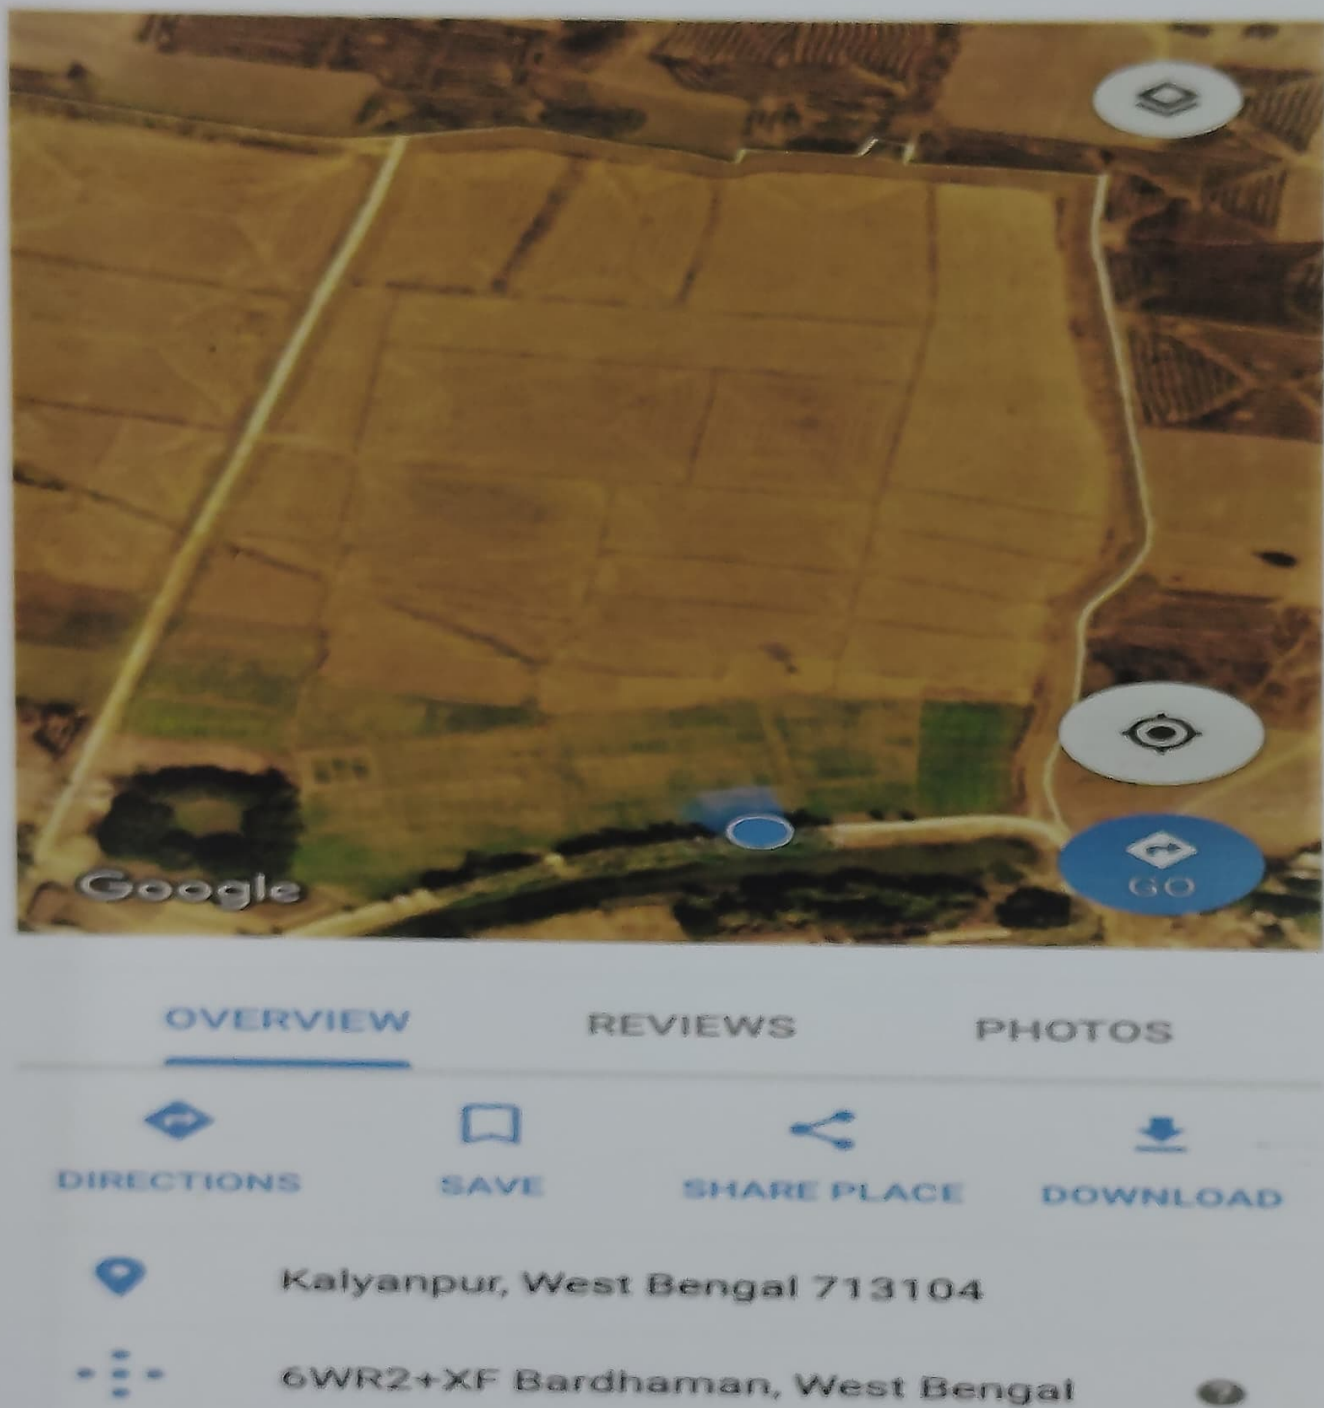 Google
GO
OVERVIEW REVIEWS PHOTOS
DIRECTIONS SAVE SHARE PLACE DOWNLOAD
Kalyanpur, West Bengal 713104
6WR2+XF Bardhaman, West Bengal ?